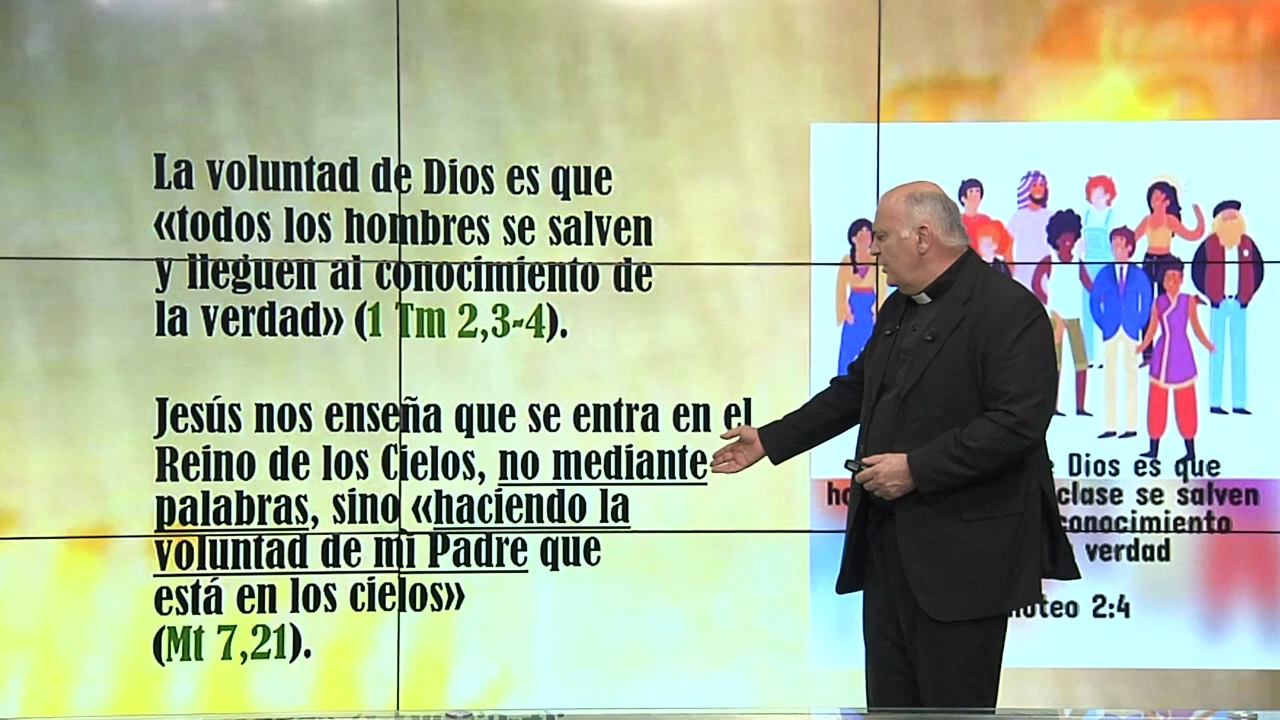 La voluntad de Dios es que
«todos los hombres se salven
y lleguen al conocimiento de
la verdad» (1 Tm 2,3-4).
Jesús nos enseña que se entra en el
Reino de los Cielos, no mediante
palabras, sino «haciendo la
voluntad de mi Padre que
está en los cielos»
(Mt 7,21).
Dios es que
clase se salven
conocimiento
verdad
2:4